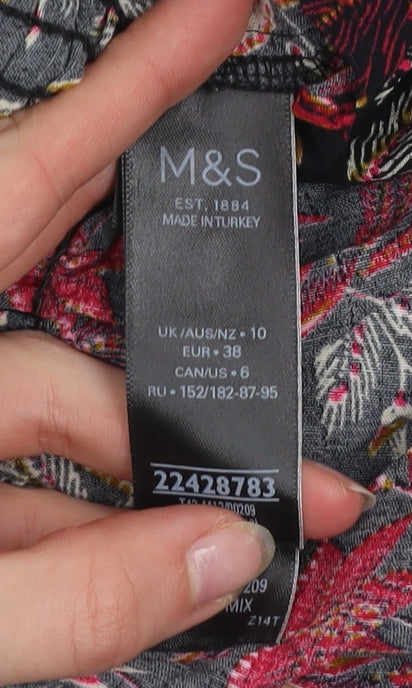 M&S
EST. 1884
MADE IN TURKEY
UK/AUS/NZ • 10
EUR • 38
CAN/US • 6
RU • 152/182-87-95
22428783
209
MIX
Z14T